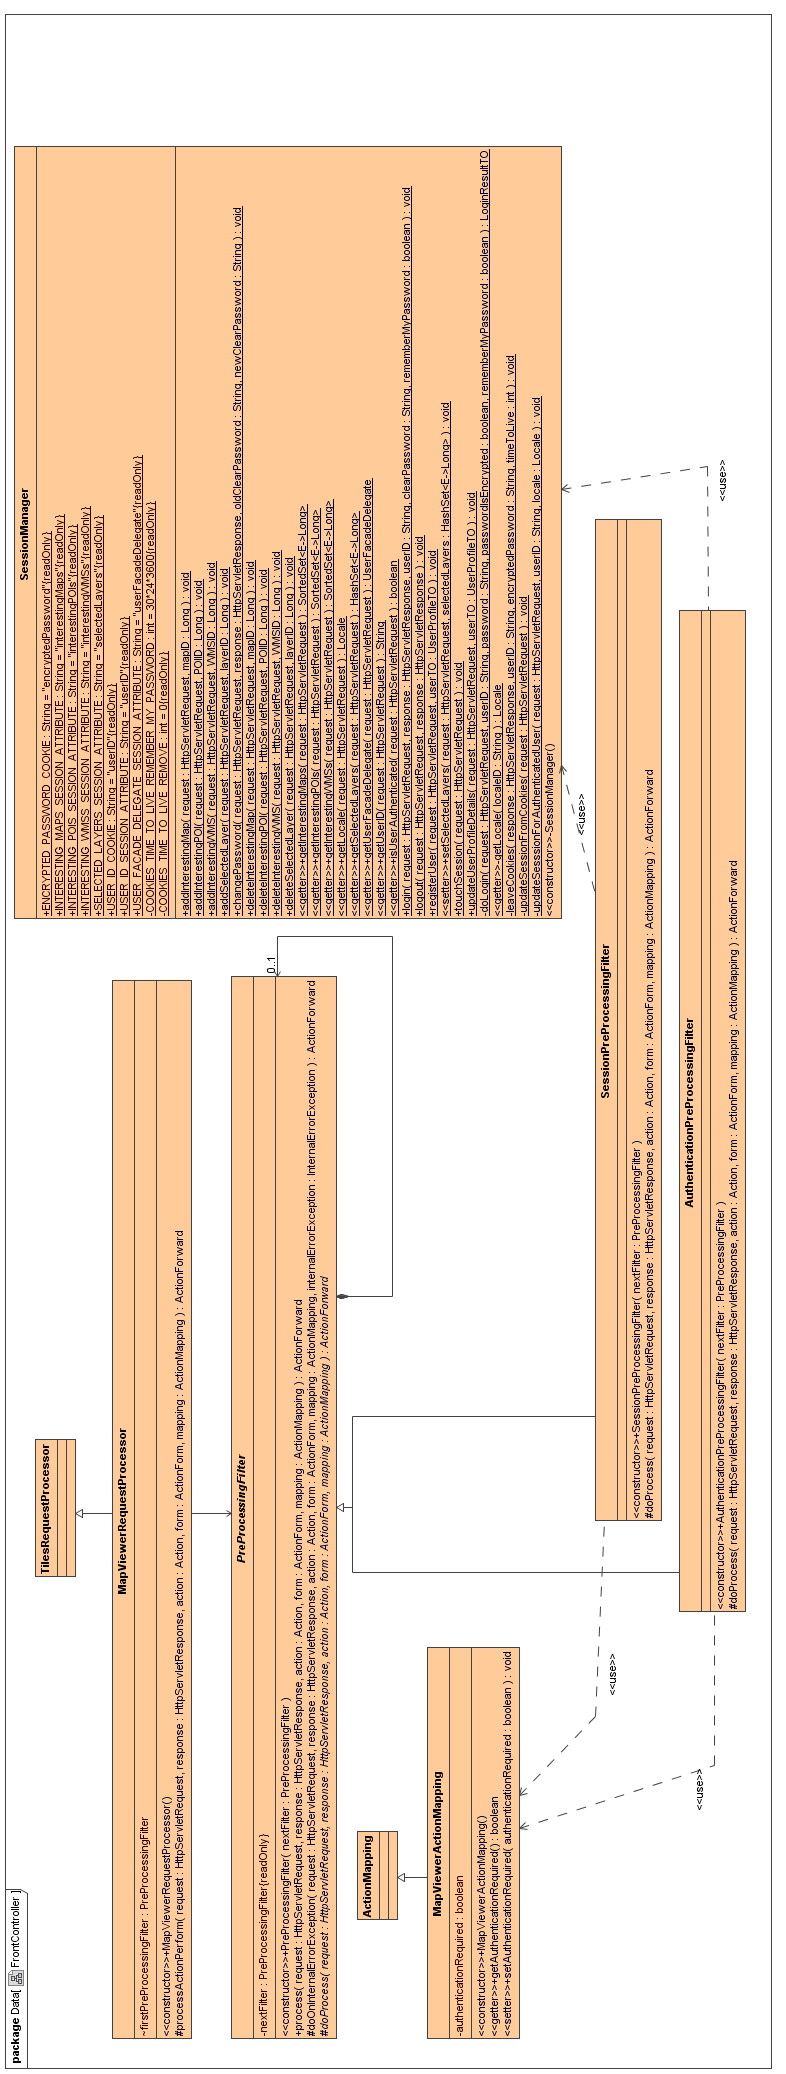 package Data[ FrontController ]
TilesRequestProcessor
MapViewerRequestProcessor
~firstPreProcessingFilter : PreProcessingFilter
<<constructor>>+MapViewerRequestProcessor()
#processActionPerform( request : HttpServletRequest, response : HttpServletResponse, action : Action, form : ActionForm, mapping : ActionMapping ) : ActionForward
PreProcessingFilter
-nextFilter : PreProcessingFilter{readOnly}
<<constructor>>+PreProcessingFilter( nextFilter : PreProcessingFilter )
+process( request : HttpServletRequest, response : HttpServletResponse, action : Action, form : ActionForm, mapping : ActionMapping ) : ActionForward
#doOnInternalErrorException( request : HttpServletRequest, response : HttpServletResponse, action : Action, form : ActionForm, mapping : ActionMapping, internalErrorException : InternalErrorException ) : ActionForward
#doProcess( request : HttpServletRequest, response : HttpServletResponse, action : Action, form : ActionForm, mapping : ActionMapping ) : ActionForward
0..1
ActionMapping
MapViewerActionMapping
-authenticationRequired : boolean
<<constructor>>+MapViewerActionMapping()
<<getter>>+getAuthenticationRequired() : boolean
<<setter>>+setAuthenticationRequired( authenticationRequired : boolean ) : void
SessionManager
+ENCRYPTED_PASSWORD_COOKIE : String = "encryptedPassword"{readOnly}
+INTERESTING_MAPS_SESSION_ATTRIBUTE : String = "interestingMaps"{readOnly}
+INTERESTING_POIS_SESSION_ATTRIBUTE : String = "interestingPOIs"{readOnly}
+INTERESTING_VMSS_SESSION_ATTRIBUTE : String = "interestingVMSs"{readOnly}
+SELECTED_LAYERS_SESSION_ATTRIBUTE : String = "selectedLayers"{readOnly}
+USER_ID_COOKIE : String = "userID"{readOnly}
+USER_ID_SESSION_ATTRIBUTE : String = "userID"{readOnly}
+USER_FACADE_DELEGATE_SESSION_ATTRIBUTE : String = "userFacadeDelegate"{readOnly}
-COOKIES_TIME_TO_LIVE_REMEMBER_MY_PASSWORD : int = 30*24*3600{readOnly}
-COOKIES_TIME_TO_LIVE_REMOVE : int = 0{readOnly}
+addInterestingMap( request : HttpServletRequest, mapID : Long ) : void
+addInterestingPOI( request : HttpServletRequest, POIID : Long ) : void
+addInterestingWMS( request : HttpServletRequest, WMSID : Long ) : void
+addSelectedLayer( request : HttpServletRequest, layerID : Long ) : void
+changePassword( request : HttpServletRequest, response : HttpServletResponse, oldClearPassword : String, newClearPassword : String ) : void
+deleteInterestingMap( request : HttpServletRequest, mapID : Long ) : void
+deleteInterestingPOI( request : HttpServletRequest, POIID : Long ) : void
+deleteInterestingWMS( request : HttpServletRequest, WMSID : Long ) : void
+deleteSelectedLayer( request : HttpServletRequest, layerID : Long ) : void
<<getter>>+getInterestingMaps( request : HttpServletRequest ) : SortedSet<E->Long>
<<getter>>+getInterestingPOIs( request : HttpServletRequest ) : SortedSet<E->Long>
<<getter>>+getInterestingWMSs( request : HttpServletRequest ) : SortedSet<E->Long>
<<getter>>+getLocale( request : HttpServletRequest ) : Locale
<<getter>>+getSelectedLayers( request : HttpServletRequest ) : HashSet<E->Long>
<<getter>>+getUserFacadeDelegate( request : HttpServletRequest ) : UserFacadeDelegate
<<getter>>+getUserID( request : HttpServletRequest ) : String
<<getter>>+isUserAuthenticated( request : HttpServletRequest ) : boolean
+login( request : HttpServletRequest, response : HttpServletResponse, userID : String, clearPassword : String, rememberMyPassword : boolean ) : void
+logout( request : HttpServletRequest, response : HttpServletResponse ) : void
+registerUser( request : HttpServletRequest, userTO : UserProfileTO ) : void
<<setter>>+setSelectedLayers( request : HttpServletRequest, selectedLayers : HashSet<E->Long> ) : void
+touchSession( request : HttpServletRequest ) : void
+updateUserProfileDetails( request : HttpServletRequest, userTO : UserProfileTO ) : void
-doLogin( request : HttpServletRequest, userID : String, password : String, passwordIsEncrypted : boolean, rememberMyPassword : boolean ) : LoginResultTO
<<getter>>-getLocale( localeID : String ) : Locale
-leaveCookies( response : HttpServletResponse, userID : String, encryptedPassword : String, timeToLive : int ) : void
-updateSessionFromCookies( request : HttpServletRequest ) : void
-updateSessionForAuthenticatedUser( request : HttpServletRequest, userID : String, locale : Locale ) : void
<<constructor>>-SessionManager()
<<use>>
<<use>>
SessionPreProcessingFilter
<<constructor>>+SessionPreProcessingFilter( nextFilter : PreProcessingFilter )
#doProcess( request : HttpServletRequest, response : HttpServletResponse, action : Action, form : ActionForm, mapping : ActionMapping ) : ActionForward
<<use>>
AuthenticationPreProcessingFilter
<<constructor>>+AuthenticationPreProcessingFilter( nextFilter : PreProcessingFilter )
#doProcess( request : HttpServletRequest, response : HttpServletResponse, action : Action, form : ActionForm, mapping : ActionMapping ) : ActionForward
<<use>>